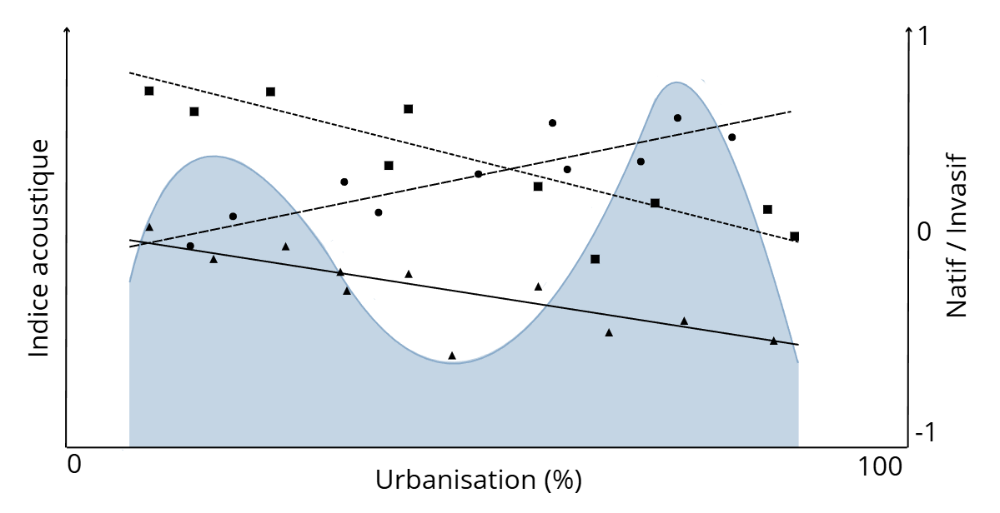 1
Indice acoustique
0
Natif / Invasif
-1
0
100
Urbanisation (%)